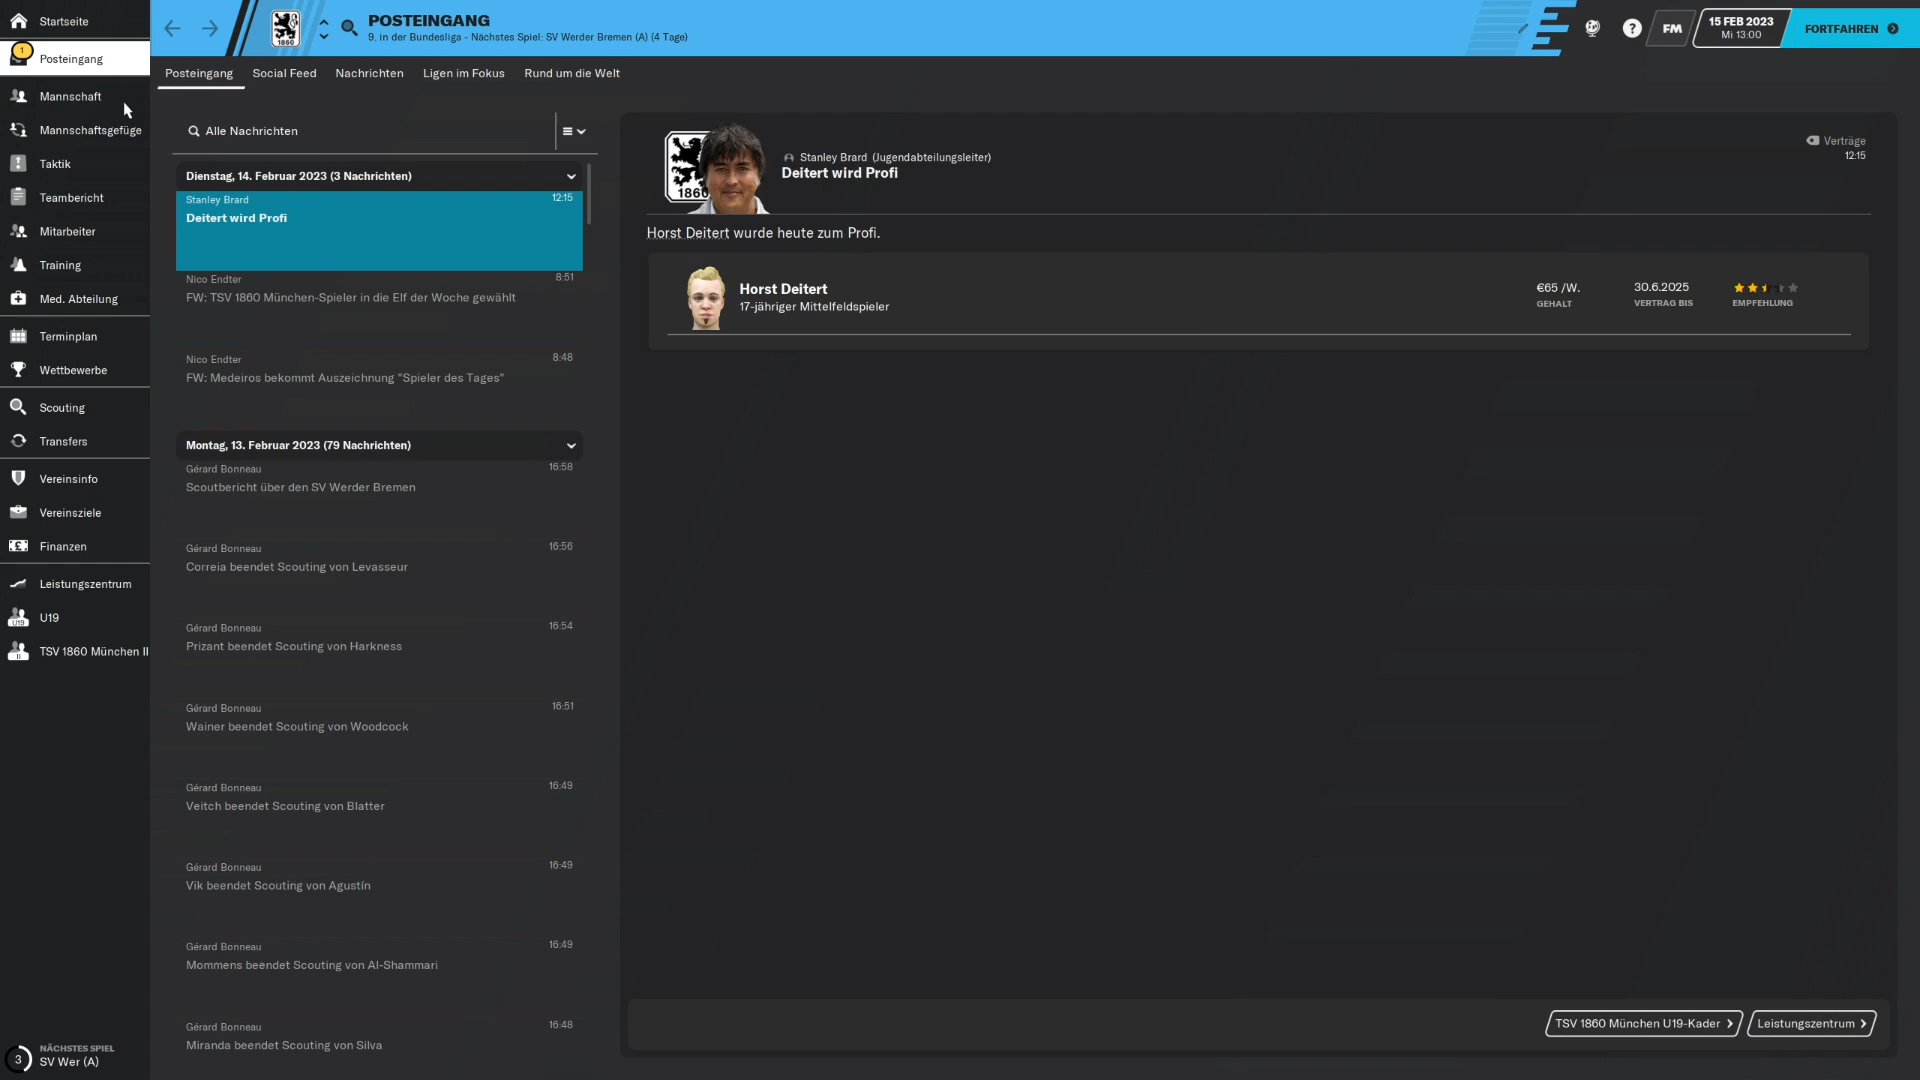 Startseite
1
Posteingang
Mannschaft
Mannschaftsgefüge
Taktik
Teambericht
Mitarbeiter
Training
Med. Abteilung
Terminplan
Wettbewerbe
Scouting
Transfers
Vereinsinfo
Vereinsziele
Finanzen
Leistungszentrum
U19
U19
TSV 1860 München II
II
3
NÄCHSTES SPIEL
SV Wer (A)
1860
POSTEINGANG
9. in der Bundesliga - Nächstes Spiel: SV Werder Bremen (A) (4 Tage)
?
FM
15 FEB 2023
Mi 13:00
FORTFAHREN
Posteingang
Social Feed
Nachrichten
Ligen im Fokus
Rund um die Welt
Alle Nachrichten
Dienstag, 14. Februar 2023 (3 Nachrichten)
Stanley Brard 12:15
Deitert wird Profi
Nico Endter 8:51
FW: TSV 1860 München-Spieler in die Elf der Woche gewählt
Nico Endter 8:48
FW: Medeiros bekommt Auszeichnung "Spieler des Tages"
Montag, 13. Februar 2023 (79 Nachrichten)
Gérard Bonneau 16:58
Scoutbericht über den SV Werder Bremen
Gérard Bonneau 16:56
Correia beendet Scouting von Levasseur
Gérard Bonneau 16:54
Prizant beendet Scouting von Harkness
Gérard Bonneau 16:51
Wainer beendet Scouting von Woodcock
Gérard Bonneau 16:49
Veitch beendet Scouting von Blatter
Gérard Bonneau 16:49
Vik beendet Scouting von Agustín
Gérard Bonneau 16:49
Mommens beendet Scouting von Al-Shammari
Gérard Bonneau 16:48
Miranda beendet Scouting von Silva
1860
Stanley Brard (Jugendabteilungsleiter)
Deitert wird Profi
Verträge
12:15
Horst Deitert wurde heute zum Profi.
Horst Deitert
17-jähriger Mittelfeldspieler
€65 /W.
GEHALT
30.6.2025
VERTRAG BIS
EMPFEHLUNG
TSV 1860 München U19-Kader
Leistungszentrum